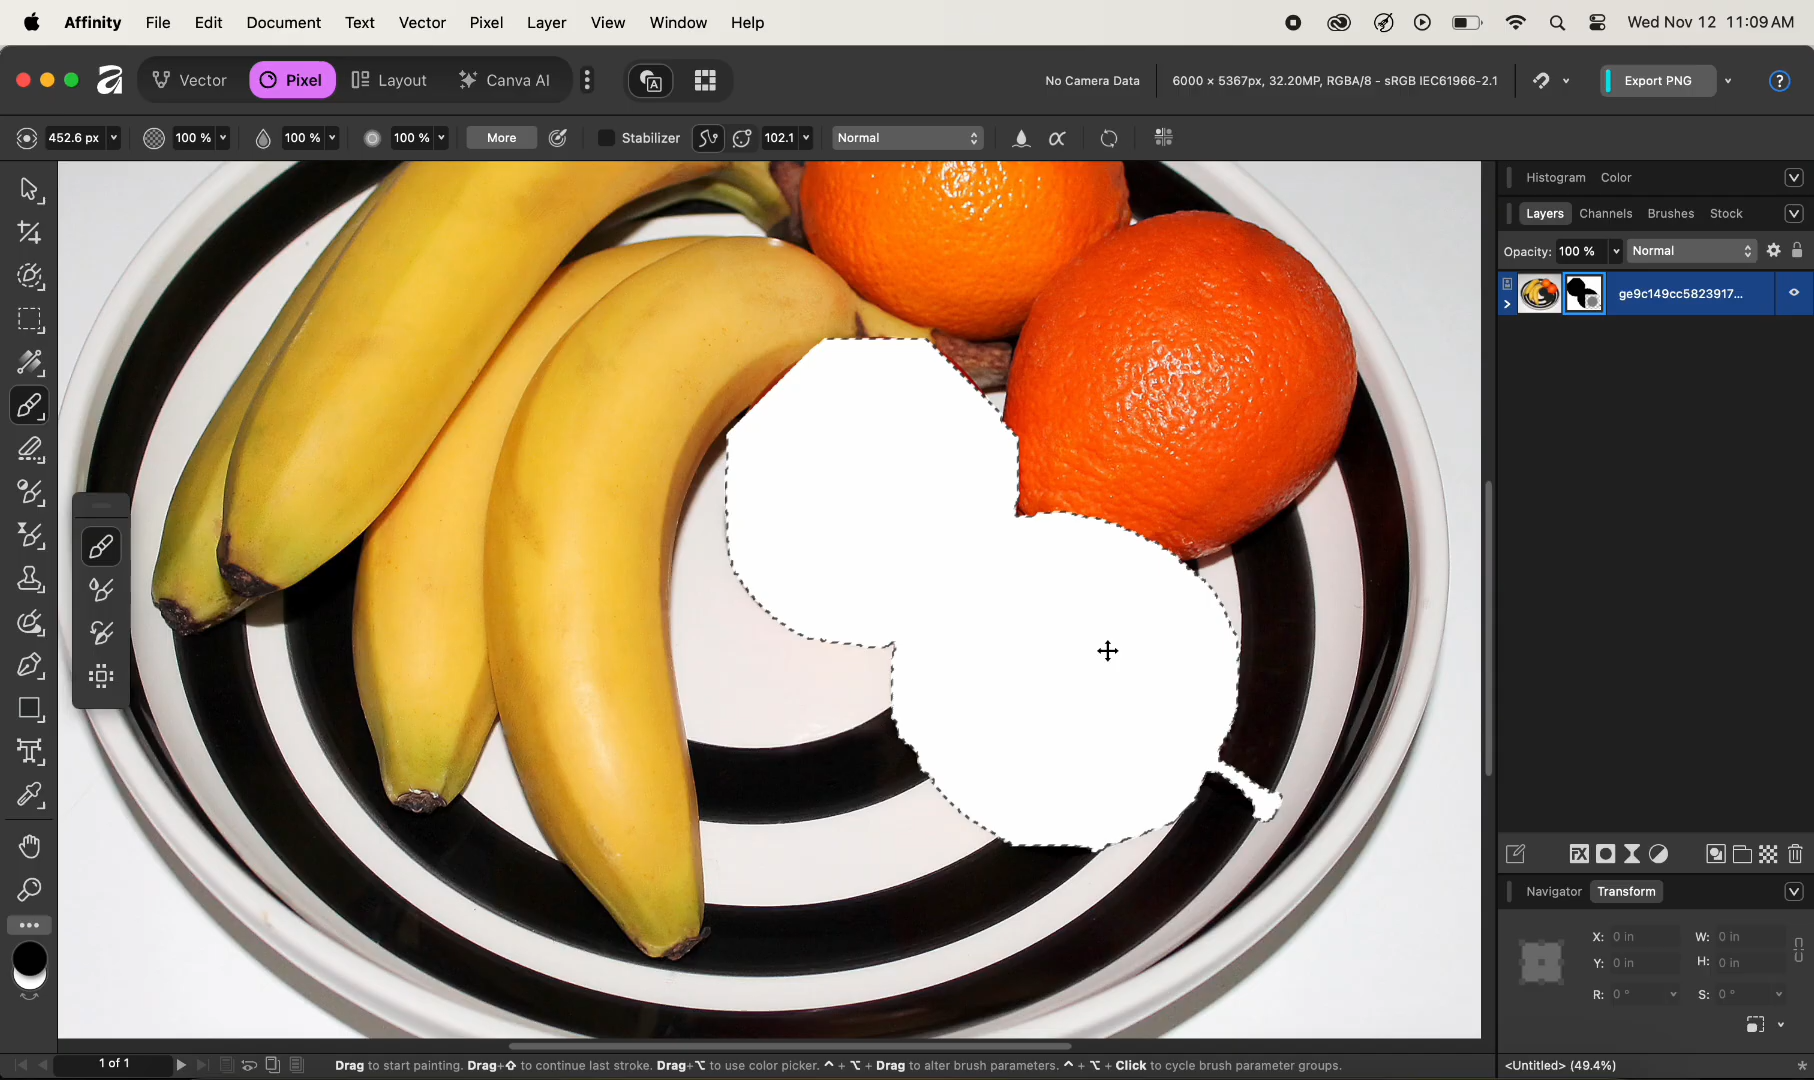 Affinity File Edit Document Text Vector Pixel Layer View Window Help Wed Nov 12 11:09 AM
Vector Pixel Layout Canva AI No Camera Data 6000 × 5367px, 32.20MP, RGBA/8 - sRGB IEC61966-2.1 Export PNG ?
452.6 px 100 % 100 % 100 % More Stabilizer 102.1 Normal
Histogram Color
Layers Channels Brushes Stock
Opacity: 100 % Normal
ge9c149cc5823917...
FX
Navigator Transform
X: 0 in W: 0 in
Y: 0 in H: 0 in
R: 0 ° S: 0 °
1 of 1 Drag to start painting. Drag+⇧ to continue last stroke. Drag+⌥ to use color picker. ⌃ + ⌥ + Drag to alter brush parameters. ⌃ + ⌥ + Click to cycle brush parameter groups. <Untitled> (49.4%) *